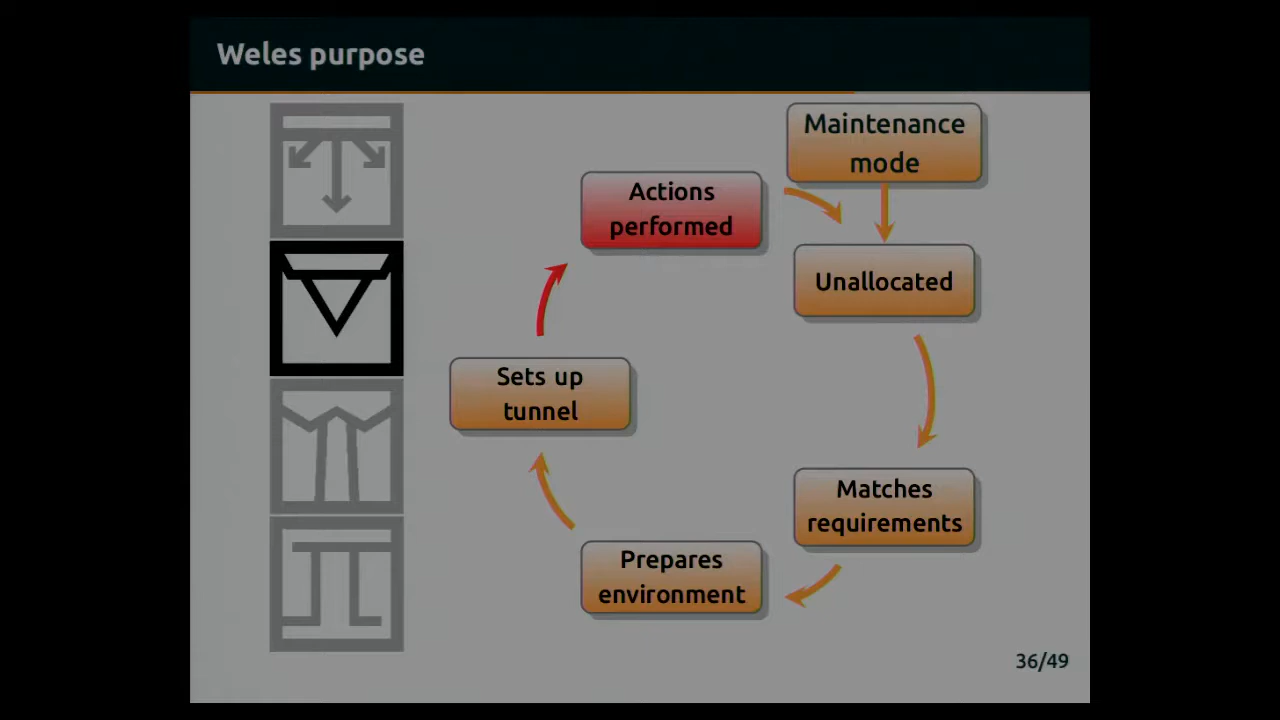 Weles purpose
Maintenance
mode
Actions
performed
Unallocated
Sets up
tunnel
Matches
requirements
Prepares
environment
36/49